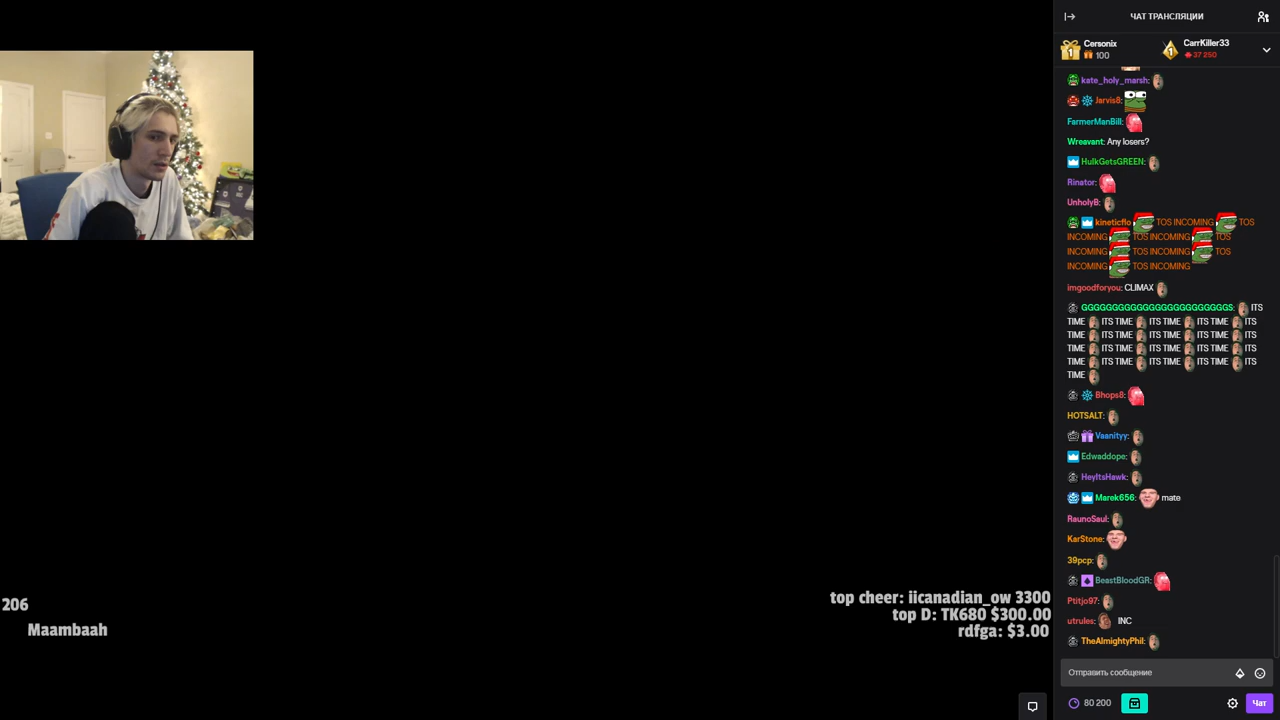 ЧАТ ТРАНСЛЯЦИИ
Cersonix
100
CarrKiller33
37 250
kate_holy_marsh:
Jarvis8:
FarmerManBill:
Wreavant: Any losers?
HulkGetsGREEN:
Rinator:
UnholyB:
kineticflo TOS INCOMING TOS
INCOMING TOS INCOMING TOS
INCOMING TOS INCOMING TOS
INCOMING TOS INCOMING
imgoodforyou: CLIMAX
GGGGGGGGGGGGGGGGGGGGGGGGS: ITS
TIME ITS TIME ITS TIME ITS TIME ITS
TIME ITS TIME ITS TIME ITS TIME ITS
TIME ITS TIME ITS TIME ITS TIME ITS
TIME ITS TIME ITS TIME ITS TIME ITS
TIME
Bhops8:
HOTSALT:
Vaanityy:
Edwaddope:
HeyItsHawk:
Marek656: mate
RaunoSaul:
KarStone:
39pcp:
BeastBloodGR:
Ptitjo97:
utrules: INC
TheAlmightyPhil:
Отправить сообщение
80 200
Чат
206
Maambaah
top cheer: iicanadian_ow 3300
top D: TK680 $300.00
rdfga: $3.00